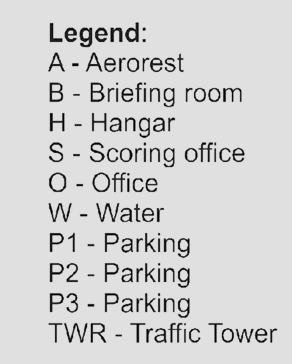 Legend:
A - Aerorest
B - Briefing room
H - Hangar
S - Scoring office
O - Office
W - Water
P1 - Parking
P2 - Parking
P3 - Parking
TWR - Traffic Tower